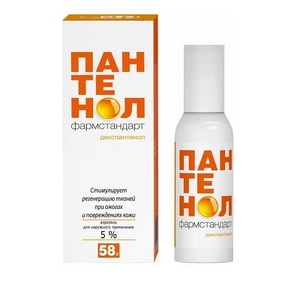 ПАН
ТЕ
НОЛ
фармстандарт
декспантенол
Стимулирует
регенерацию тканей
при ожогах
и повреждениях кожи
аэрозоль
для наружного применения
5 %
58 г
ПАН
ТЕ
НОЛ
фармстандарт
декспантенол